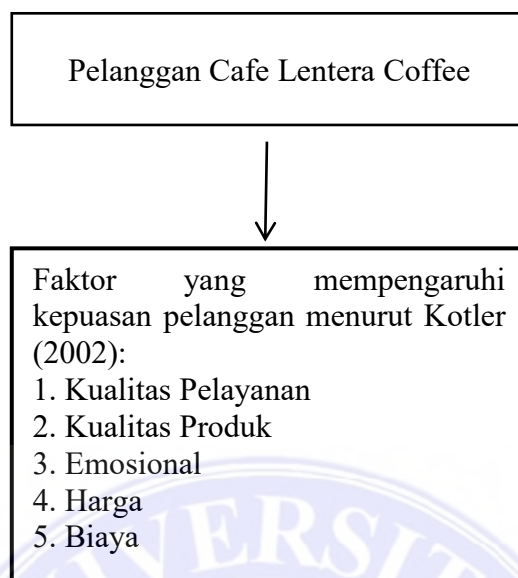 Pelanggan Cafe Lentera Coffee
Faktor yang mempengaruhi
kepuasan pelanggan menurut Kotler
(2002):
1. Kualitas Pelayanan
2. Kualitas Produk
3. Emosional
4. Harga
5. Biaya